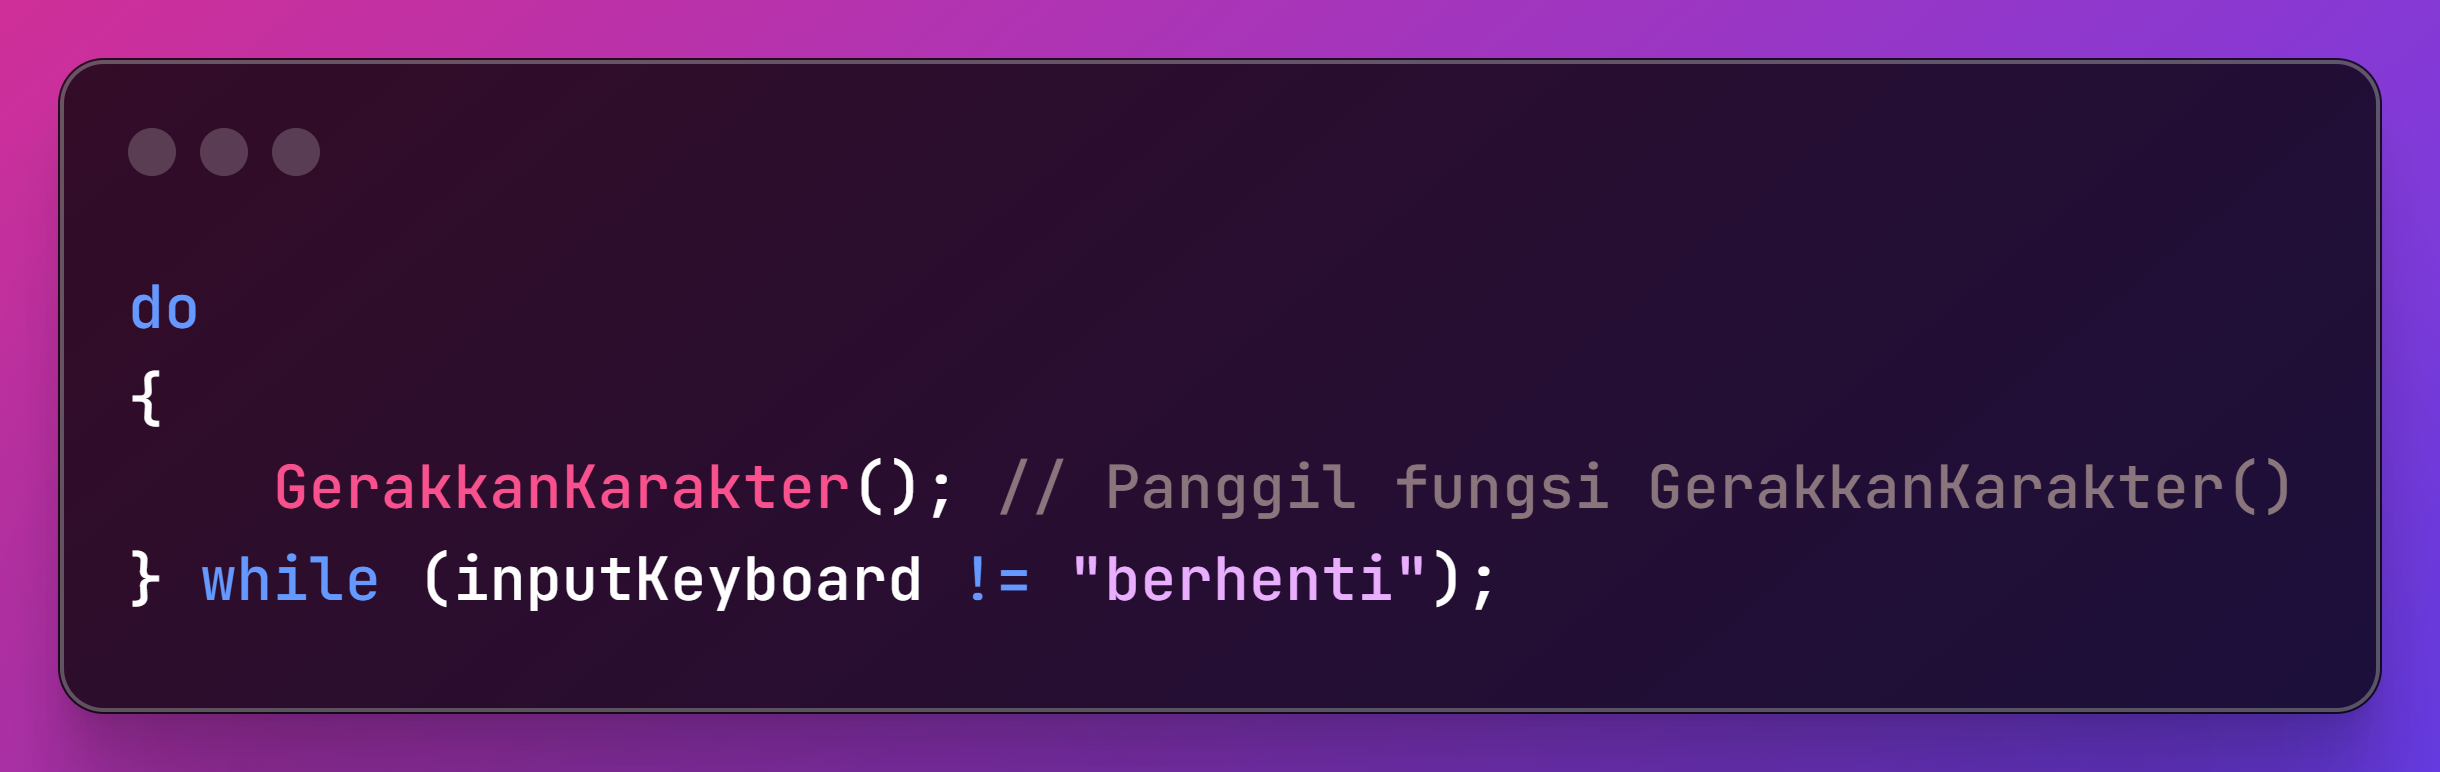 do
{
    GerakkanKarakter(); // Panggil fungsi GerakkanKarakter()
} while (inputKeyboard != "berhenti");